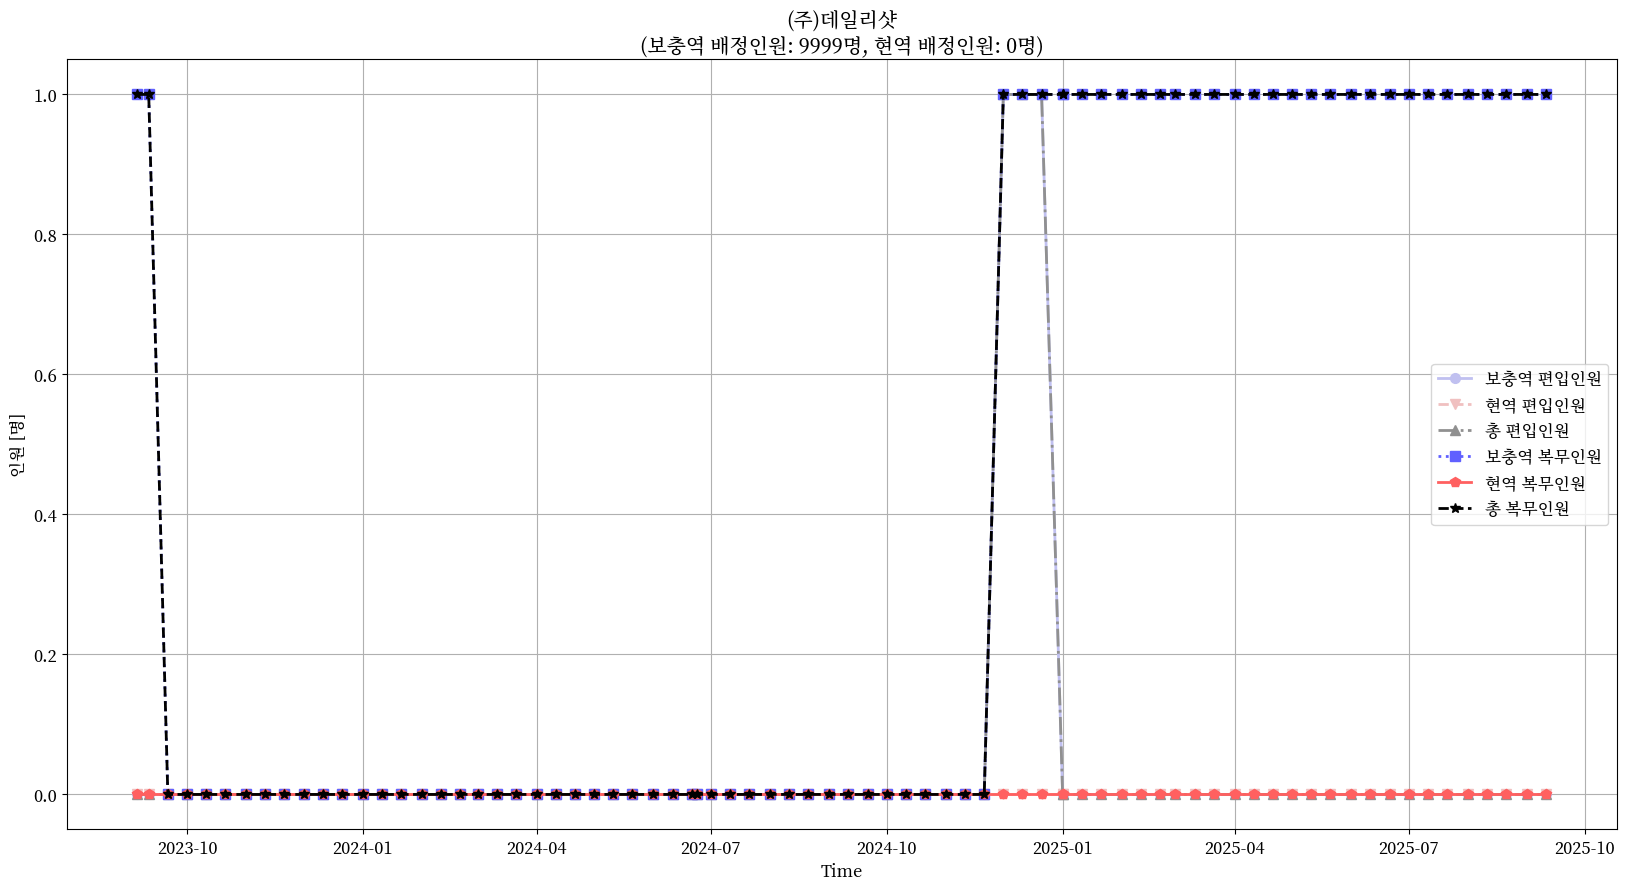 (주)데일리샷
(보충역 배정인원: 9999명, 현역 배정인원: 0명)
인원 [명]
1.0
0.8
0.6
0.4
0.2
0.0
보충역 편입인원
현역 편입인원
총 편입인원
보충역 복무인원
현역 복무인원
총 복무인원
2023-10
2024-01
2024-04
2024-07
2024-10
2025-01
2025-04
2025-07
2025-10
Time